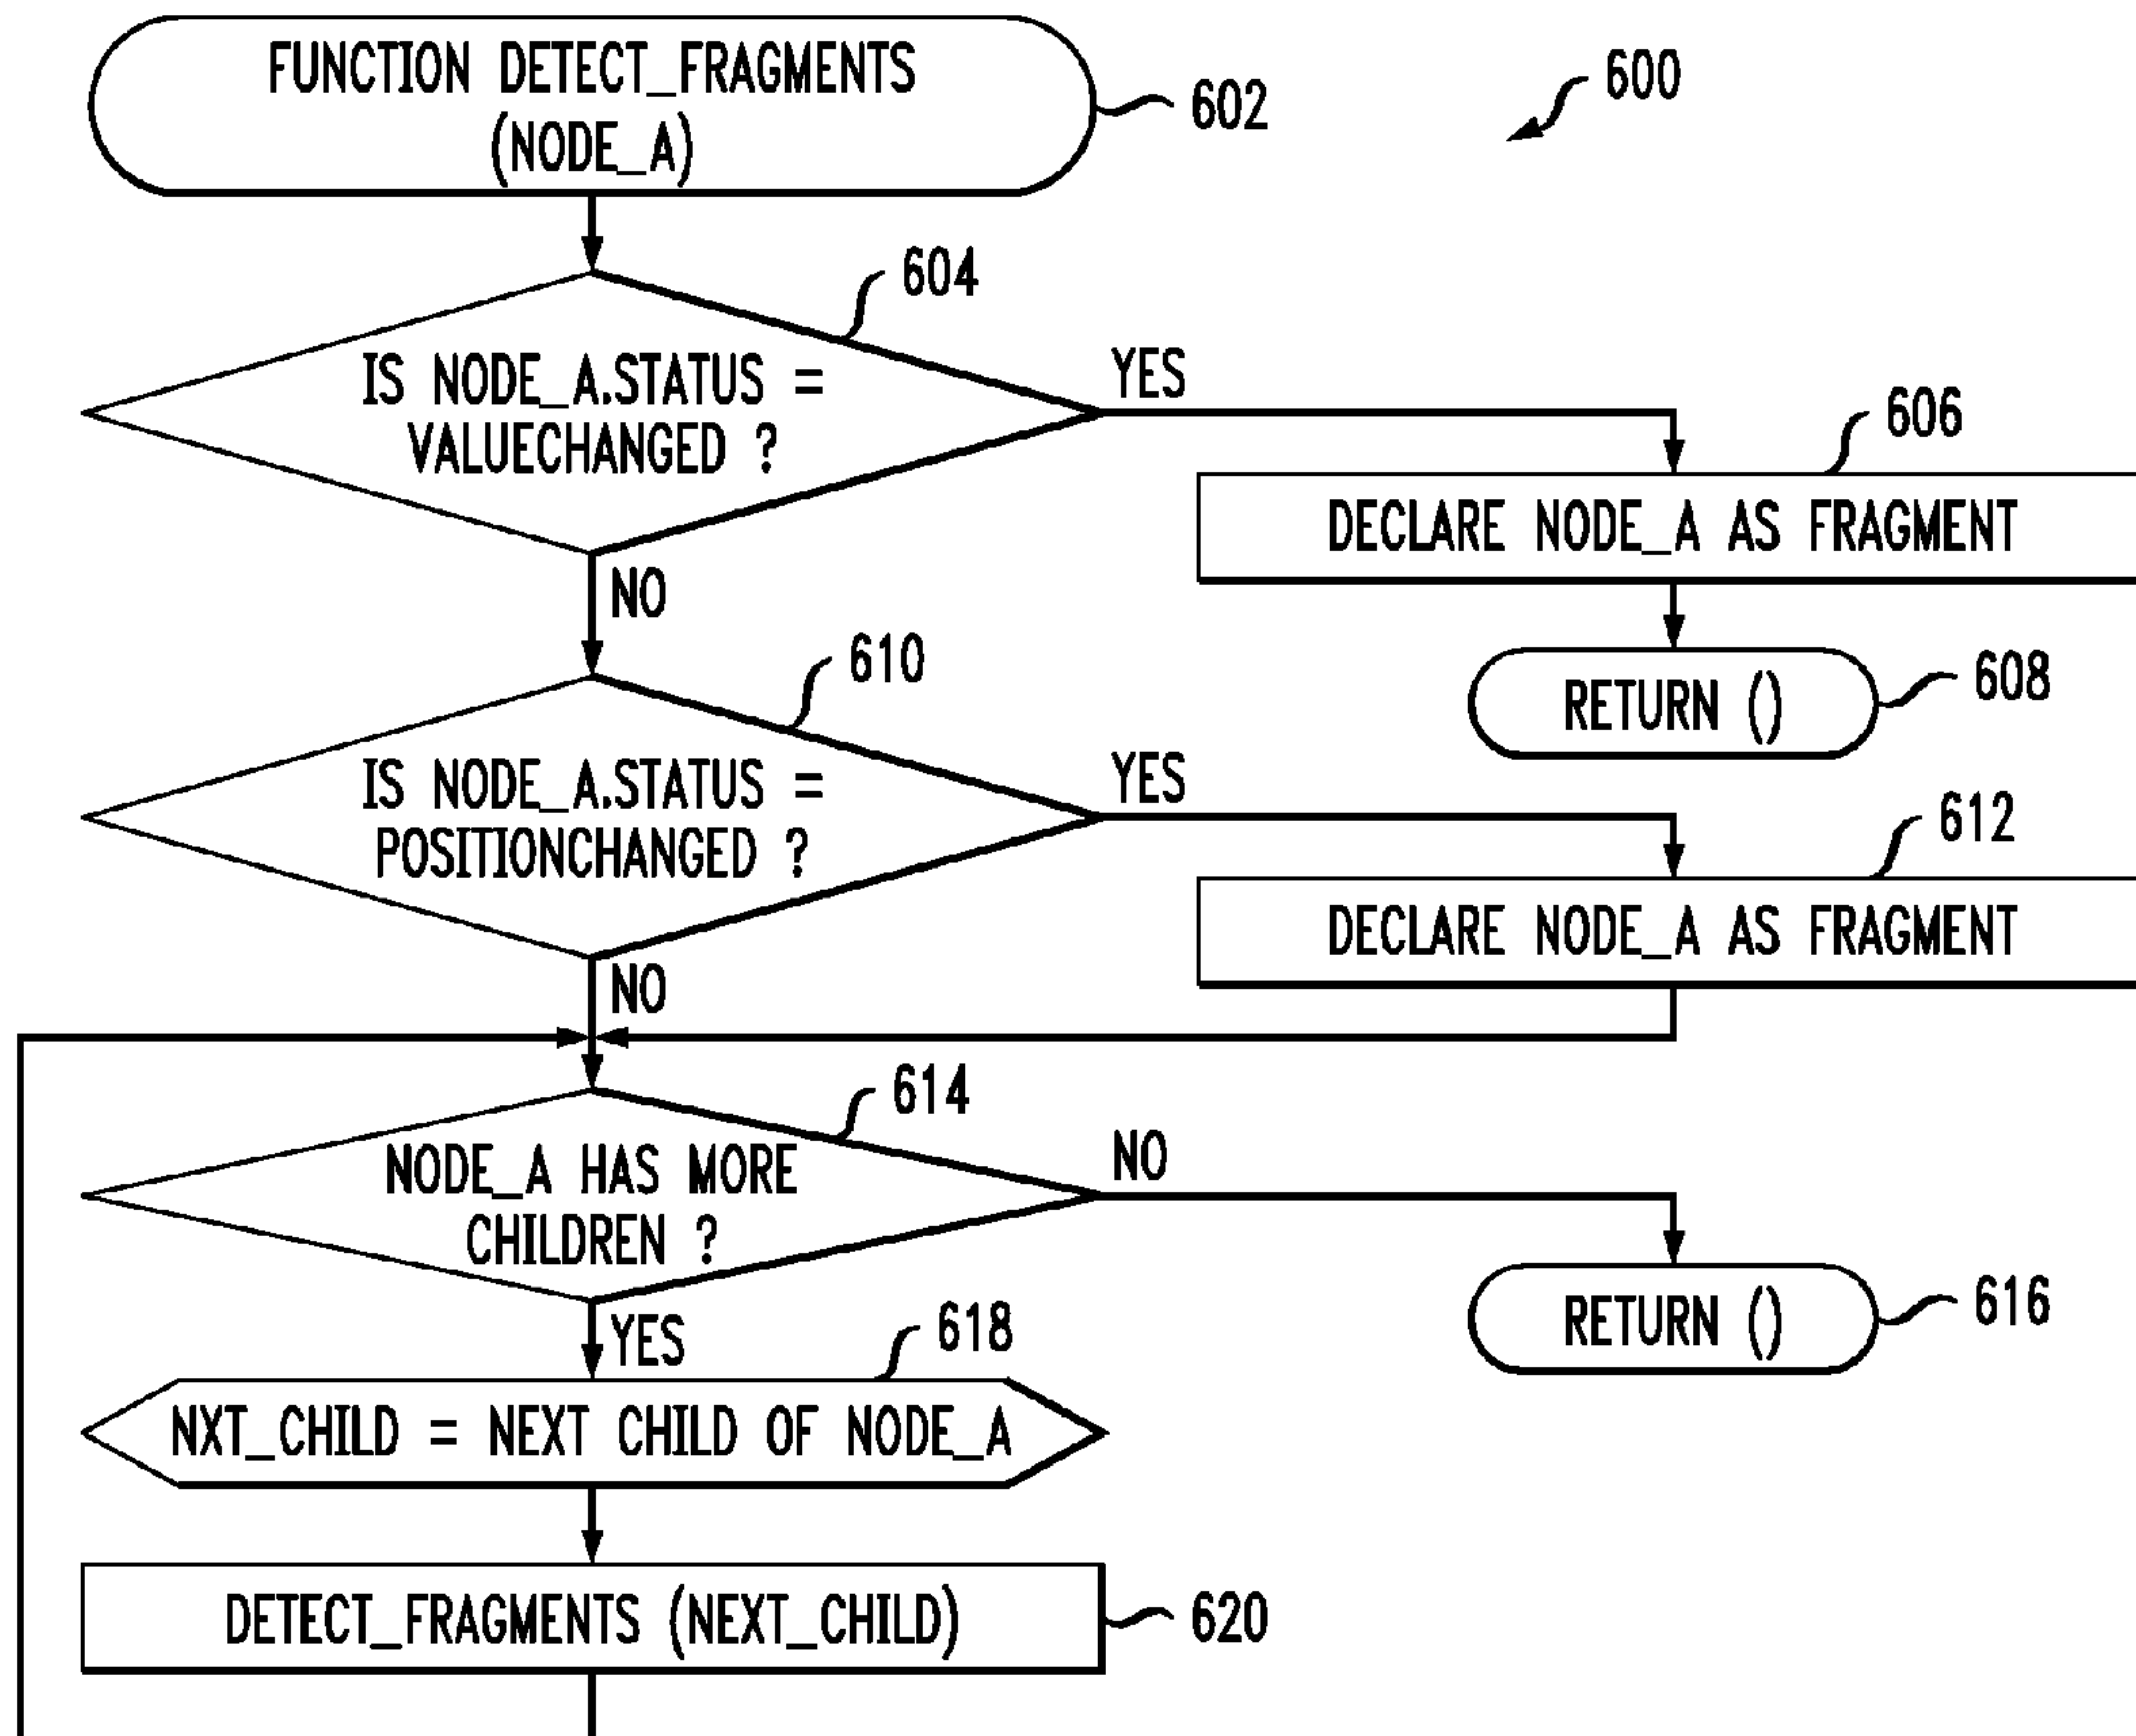 FUNCTION DETECT_FRAGMENTS
(NODE_A)
602
600
604
IS NODE_A.STATUS =
VALUECHANGED ?
YES
606
DECLARE NODE_A AS FRAGMENT
NO
RETURN ()
608
610
IS NODE_A.STATUS =
POSITIONCHANGED ?
YES
612
DECLARE NODE_A AS FRAGMENT
NO
614
NODE_A HAS MORE
CHILDREN ?
NO
RETURN ()
616
YES
618
NXT_CHILD = NEXT CHILD OF NODE_A
DETECT_FRAGMENTS (NEXT_CHILD)
620